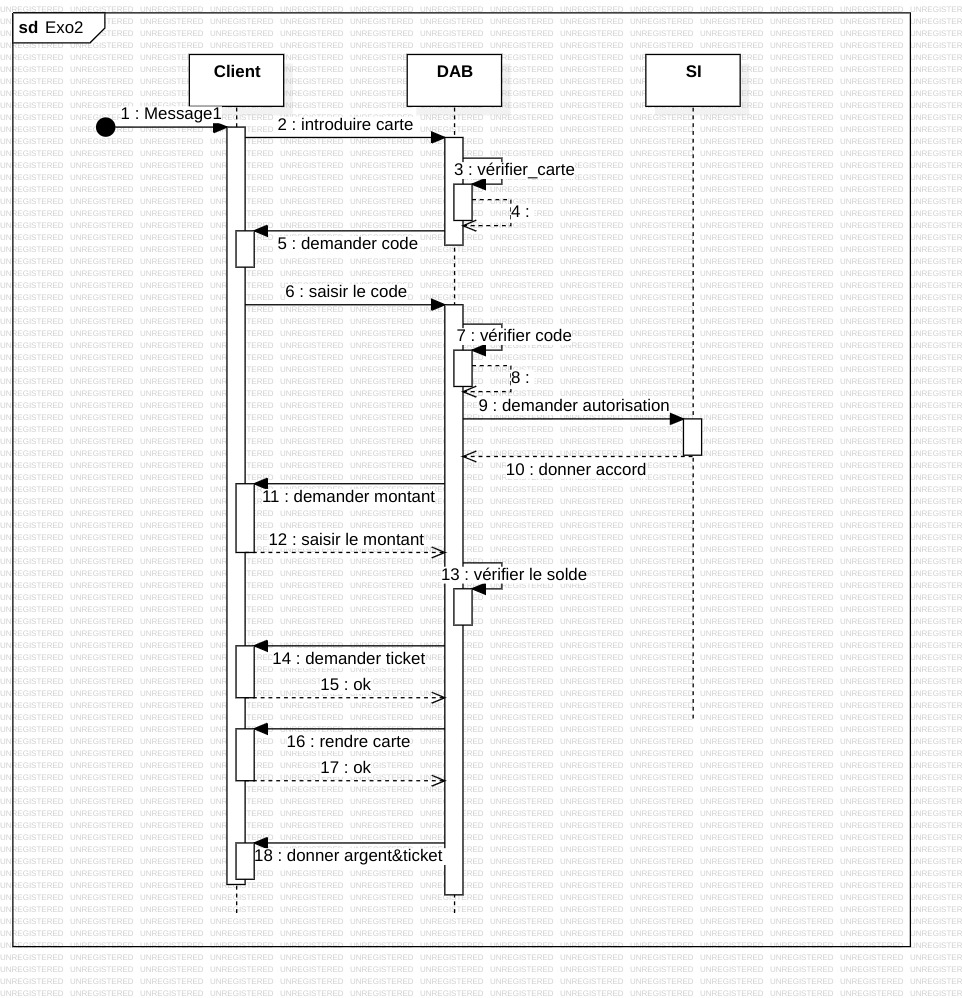 sd Exo2
Client
DAB
SI
1 : Message1
2 : introduire carte
3 : vérifier_carte
4 :
5 : demander code
6 : saisir le code
7 : vérifier code
8 :
9 : demander autorisation
10 : donner accord
11 : demander montant
12 : saisir le montant
13 : vérifier le solde
14 : demander ticket
15 : ok
16 : rendre carte
17 : ok
18 : donner argent&ticket
UNREGISTERED